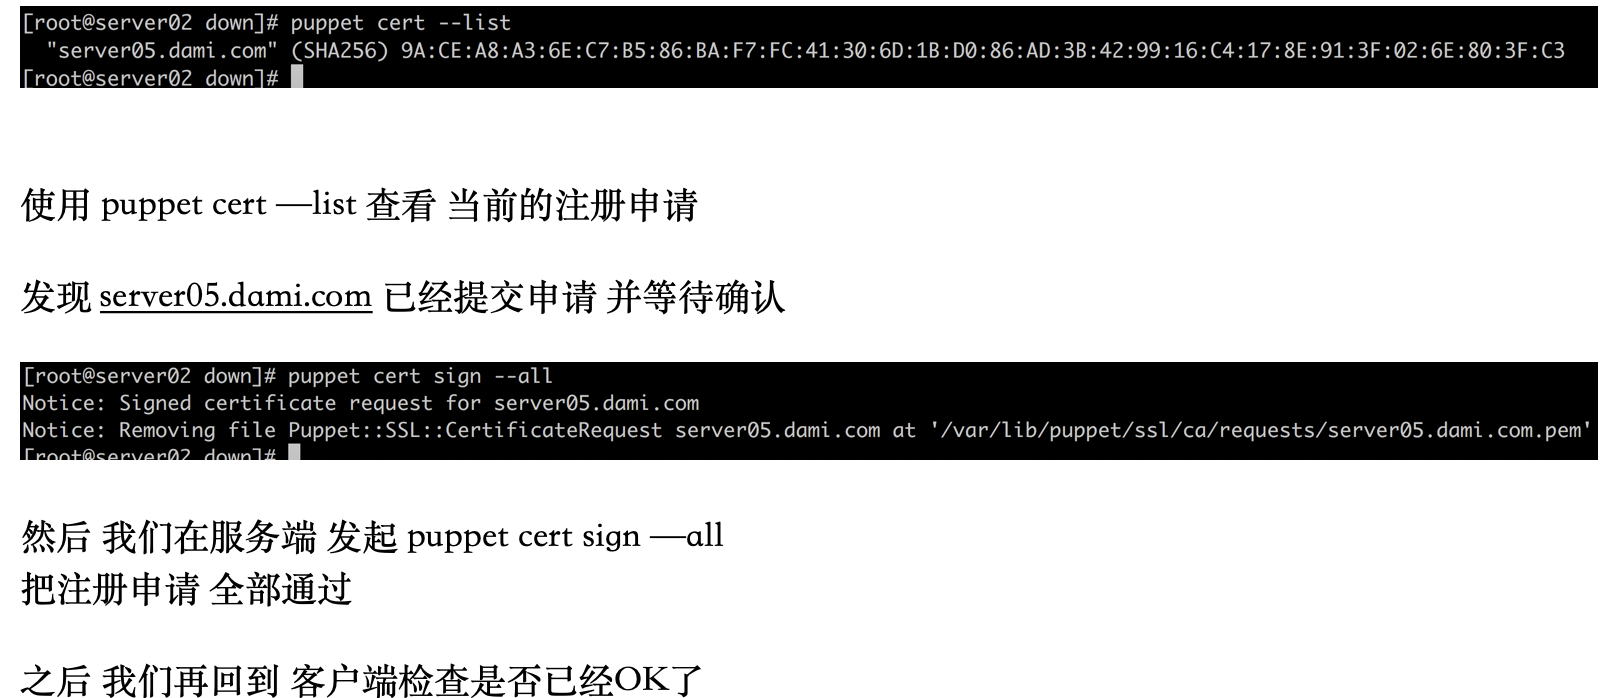 [root@server02 down]# puppet cert --list
"server05.dami.com" (SHA256) 9A:CE:A8:A3:6E:C7:B5:86:BA:F7:FC:41:30:6D:1B:D0:86:AD:3B:42:99:16:C4:17:8E:91:3F:02:6E:80:3F:C3
[root@server02 down]#
使用 puppet cert —list 查看 当前的注册申请
发现 server05.dami.com 已经提交申请 并等待确认
[root@server02 down]# puppet cert sign --all
Notice: Signed certificate request for server05.dami.com
Notice: Removing file Puppet::SSL::CertificateRequest server05.dami.com at '/var/lib/puppet/ssl/ca/requests/server05.dami.com.pem'
[root@server02 down]#
然后 我们在服务端 发起 puppet cert sign —all
把注册申请 全部通过
之后 我们再回到 客户端检查是否已经OK了